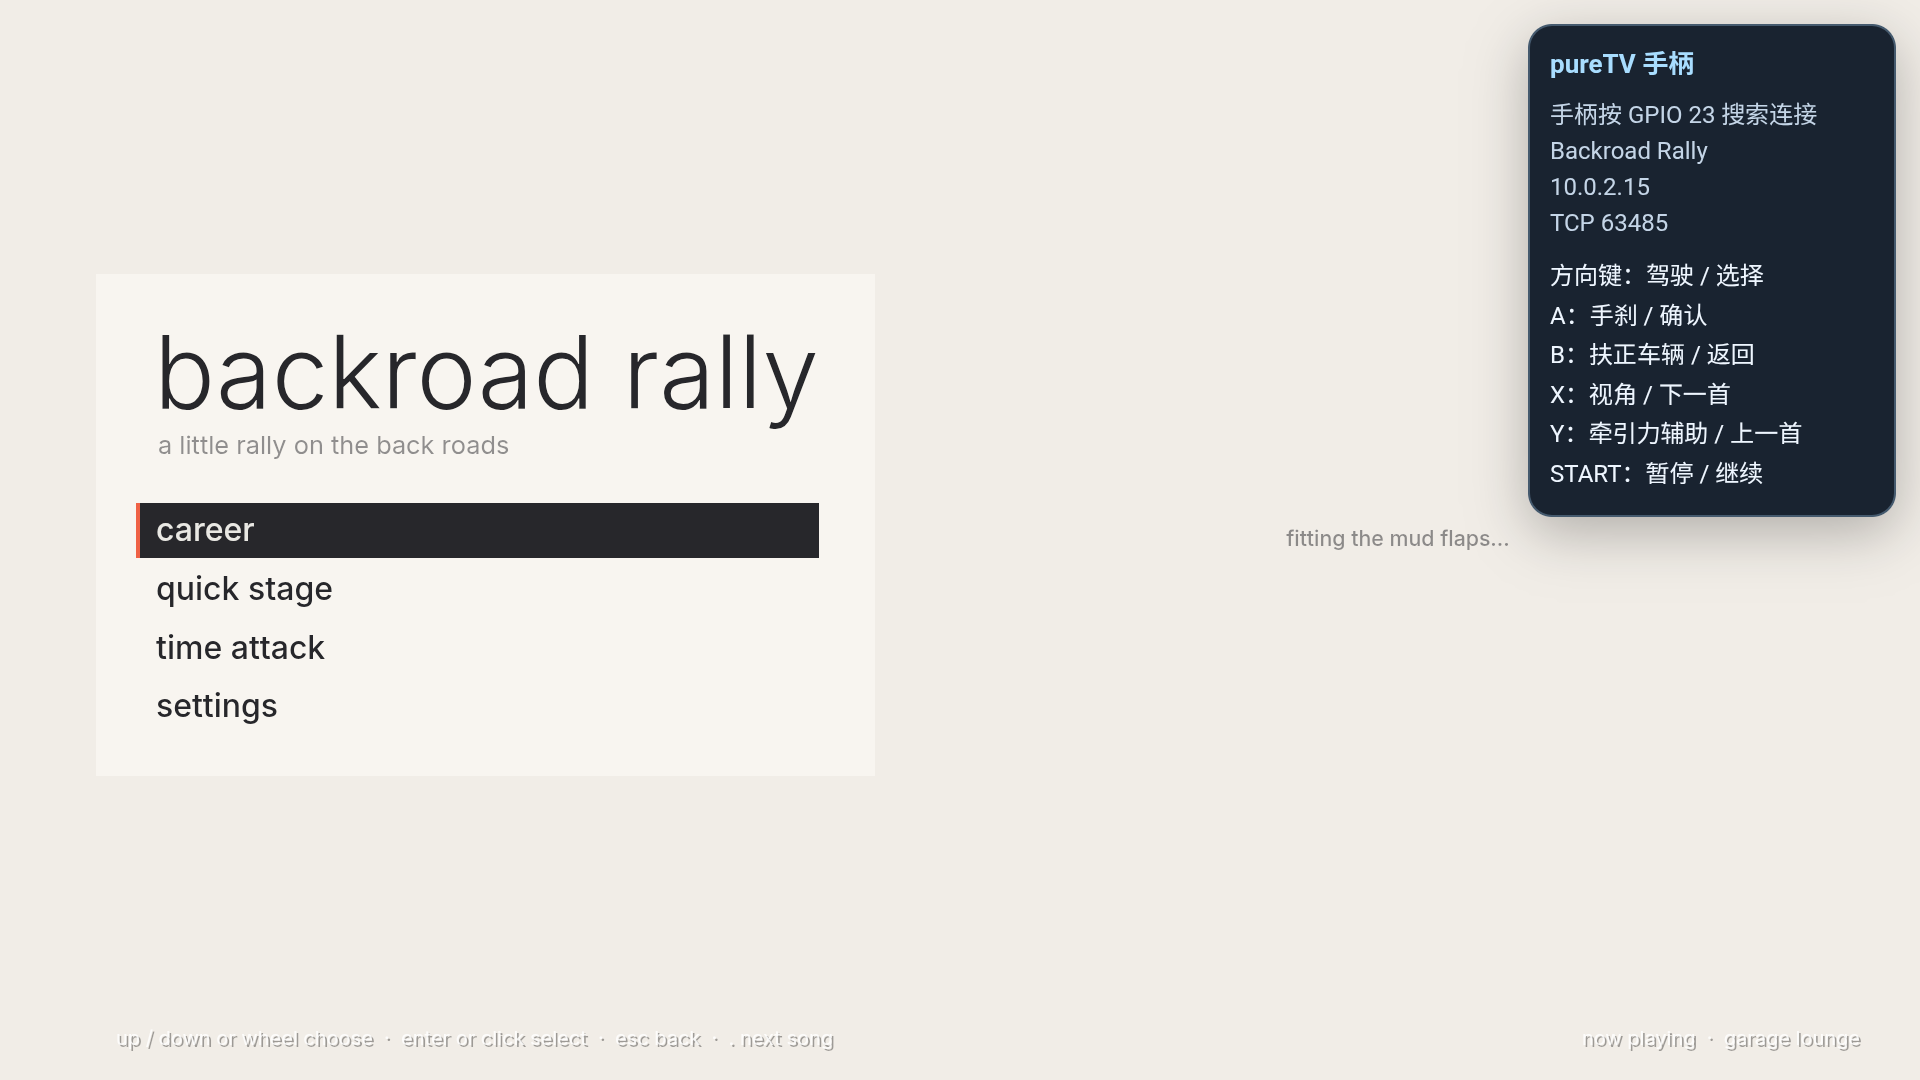 backroad rally
a little rally on the back roads
career
quick stage
time attack
settings
fitting the mud flaps...
pureTV 手柄
手柄按 GPIO 23 搜索连接
Backroad Rally
10.0.2.15
TCP 63485
方向键：驾驶 / 选择
A：手刹 / 确认
B：扶正车辆 / 返回
X：视角 / 下一首
Y：牵引力辅助 / 上一首
START：暂停 / 继续
up / down or wheel choose · enter or click select · esc back · . next song
now playing · garage lounge